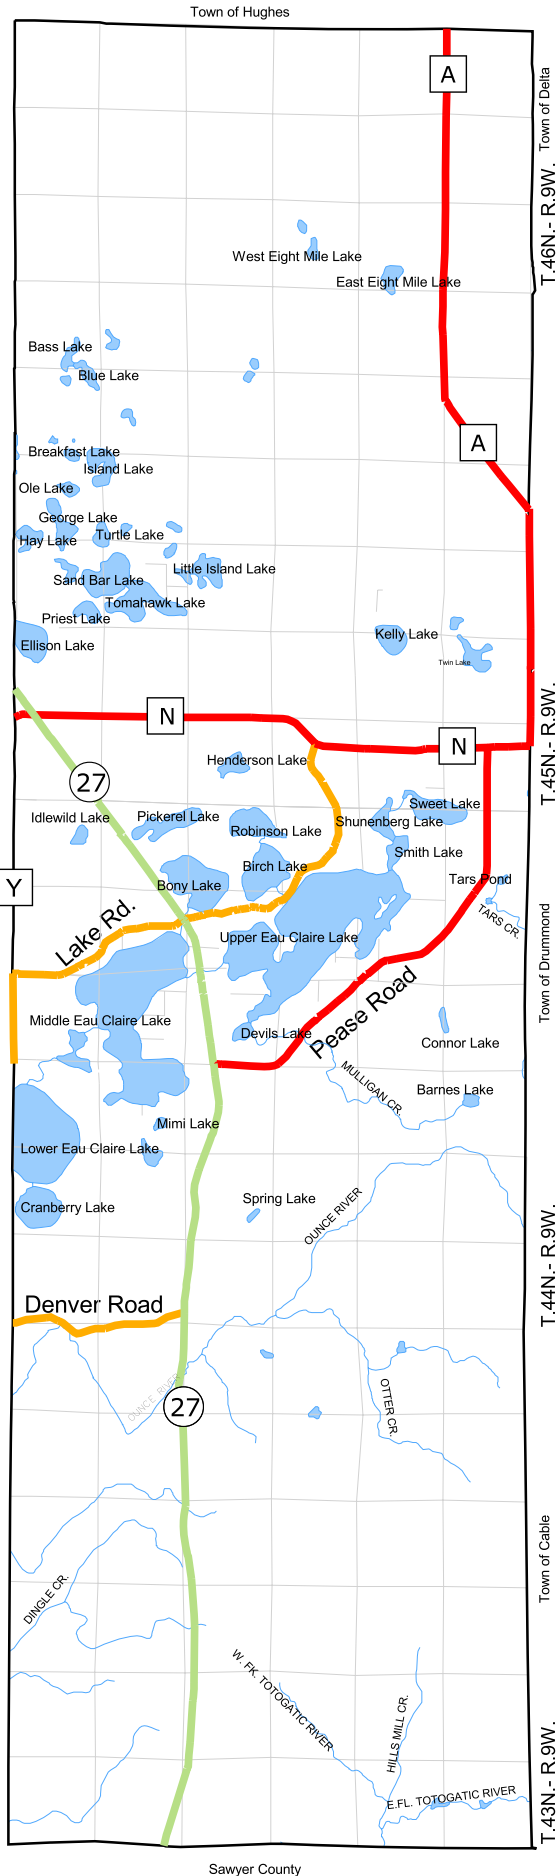 Town of Hughes
A
Town of Delta
T.46N.- R.9W.
West Eight Mile Lake
East Eight Mile Lake
Bass Lake
Blue Lake
A
Breakfast Lake
Island Lake
Ole Lake
George Lake
Turtle Lake
Hay Lake
Little Island Lake
Sand Bar Lake
Tomahawk Lake
Priest Lake
Kelly Lake
Ellison Lake
Twin Lake
T.45N.- R.9W.
N
N
Henderson Lake
27
Sweet Lake
Idlewild Lake
Pickerel Lake
Shunenberg Lake
Robinson Lake
Smith Lake
Birch Lake
Tars Pond
Y
Bony Lake
TARS CR.
Lake Rd.
Upper Eau Claire Lake
Town of Drummond
Pease Road
Middle Eau Claire Lake
Devils Lake
Connor Lake
MULLIGAN CR.
Barnes Lake
Mimi Lake
Lower Eau Claire Lake
Spring Lake
Cranberry Lake
OUNCE RIVER
T.44N.- R.9W.
Denver Road
OUNCE RIVER
27
OTTER CR.
Town of Cable
DINGLE CR.
W. FK. TOTOGATIC RIVER
HILLS MILL CR.
E.FL. TOTOGATIC RIVER
T.43N.- R.9W.
Sawyer County